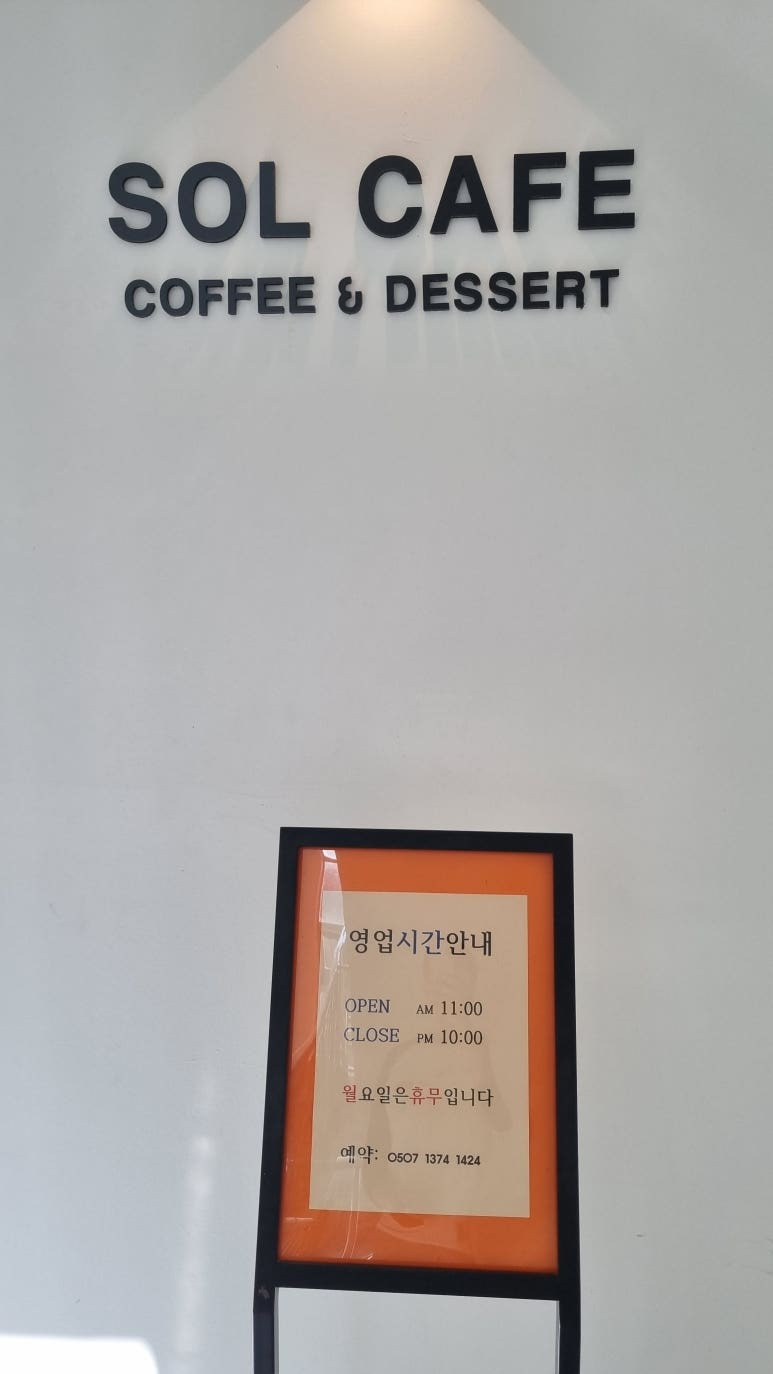 SOL CAFE
COFFEE & DESSERT
영업시간안내
OPEN AM 11:00
CLOSE PM 10:00
월요일은휴무입니다
예약: 0507 1374 1424